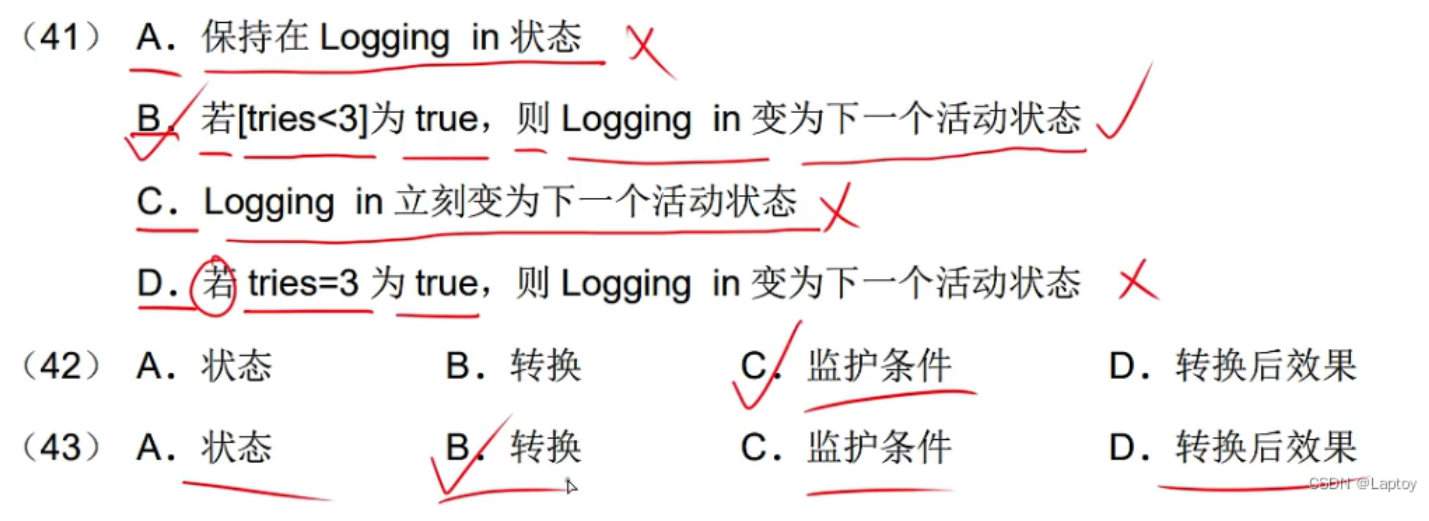 （41） A． 保持在 Logging in 状态
B． 若[tries<3]为 true，则 Logging in 变为下一个活动状态
C． Logging in 立刻变为下一个活动状态
D． 若 tries=3 为 true，则 Logging in 变为下一个活动状态
（42） A． 状态 B． 转换 C． 监护条件 D． 转换后效果
（43） A． 状态 B． 转换 C． 监护条件 D． 转换后效果
CSDN @Laptoy